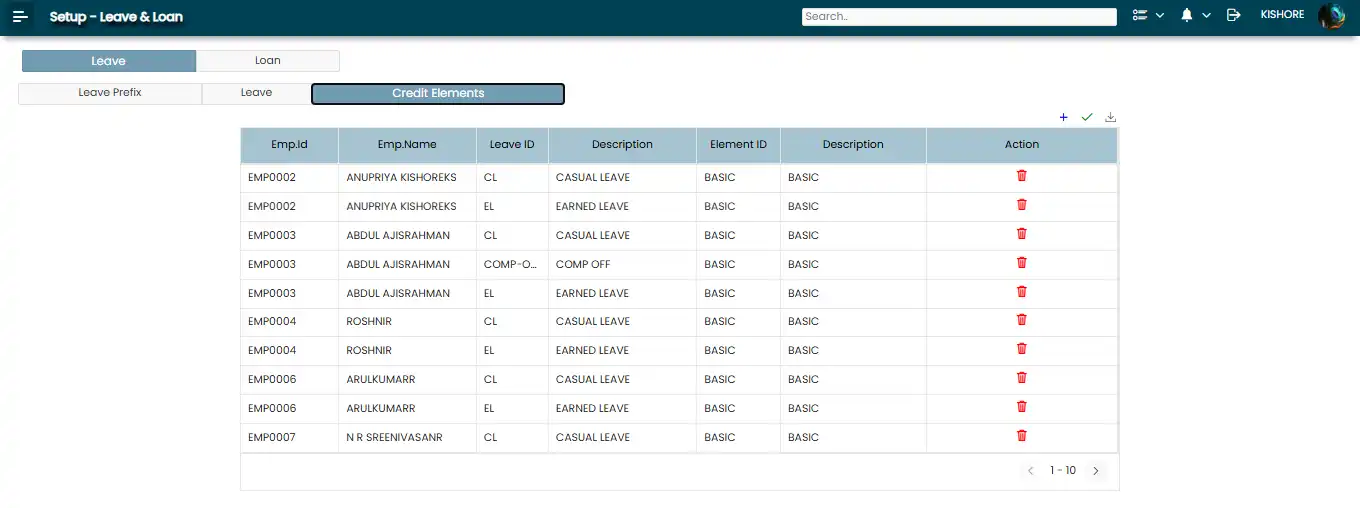 Setup - Leave & Loan Search.. KISHORE
Leave Loan
Leave Prefix Leave Credit Elements
Emp.Id Emp.Name Leave ID Description Element ID Description Action
EMP0002 ANUPRIYA KISHOREKS CL CASUAL LEAVE BASIC BASIC
EMP0002 ANUPRIYA KISHOREKS EL EARNED LEAVE BASIC BASIC
EMP0003 ABDUL AJISRAHMAN CL CASUAL LEAVE BASIC BASIC
EMP0003 ABDUL AJISRAHMAN COMP-O... COMP OFF BASIC BASIC
EMP0003 ABDUL AJISRAHMAN EL EARNED LEAVE BASIC BASIC
EMP0004 ROSHNIR CL CASUAL LEAVE BASIC BASIC
EMP0004 ROSHNIR EL EARNED LEAVE BASIC BASIC
EMP0006 ARULKUMARR CL CASUAL LEAVE BASIC BASIC
EMP0006 ARULKUMARR EL EARNED LEAVE BASIC BASIC
EMP0007 N R SREENIVASANR CL CASUAL LEAVE BASIC BASIC
1 - 10